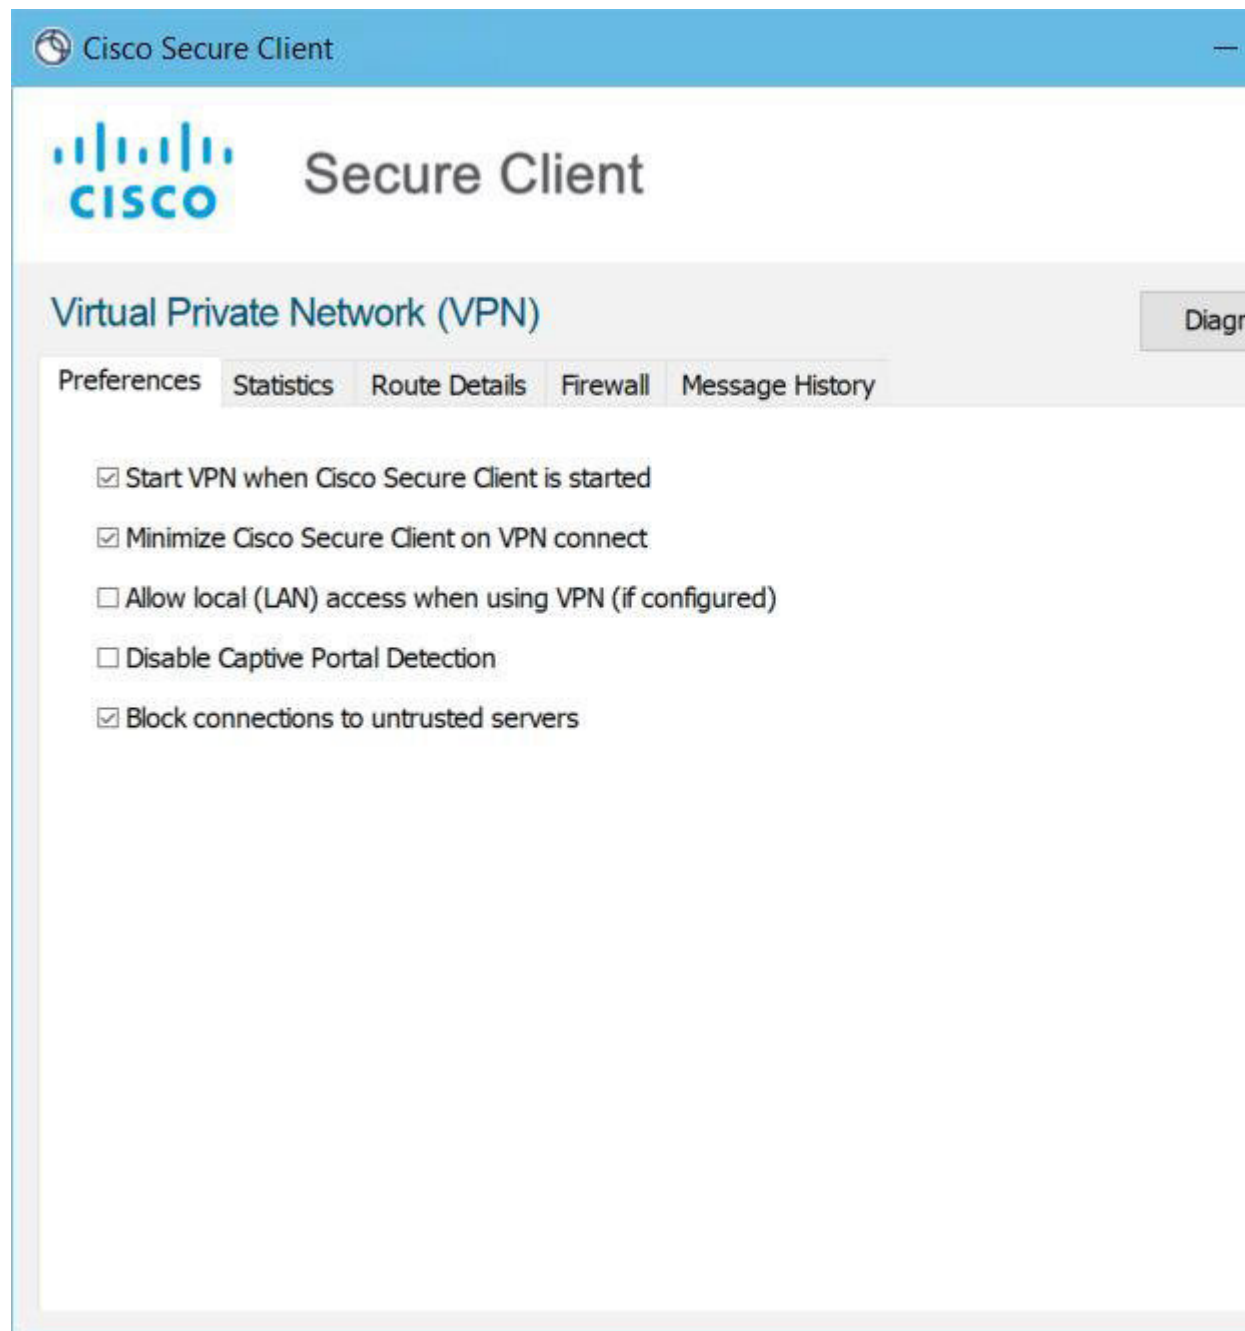 Cisco Secure Client
CISCO
Secure Client
Virtual Private Network (VPN)
Diagn
Preferences
Statistics
Route Details
Firewall
Message History
Start VPN when Cisco Secure Client is started
Minimize Cisco Secure Client on VPN connect
Allow local (LAN) access when using VPN (if configured)
Disable Captive Portal Detection
Block connections to untrusted servers